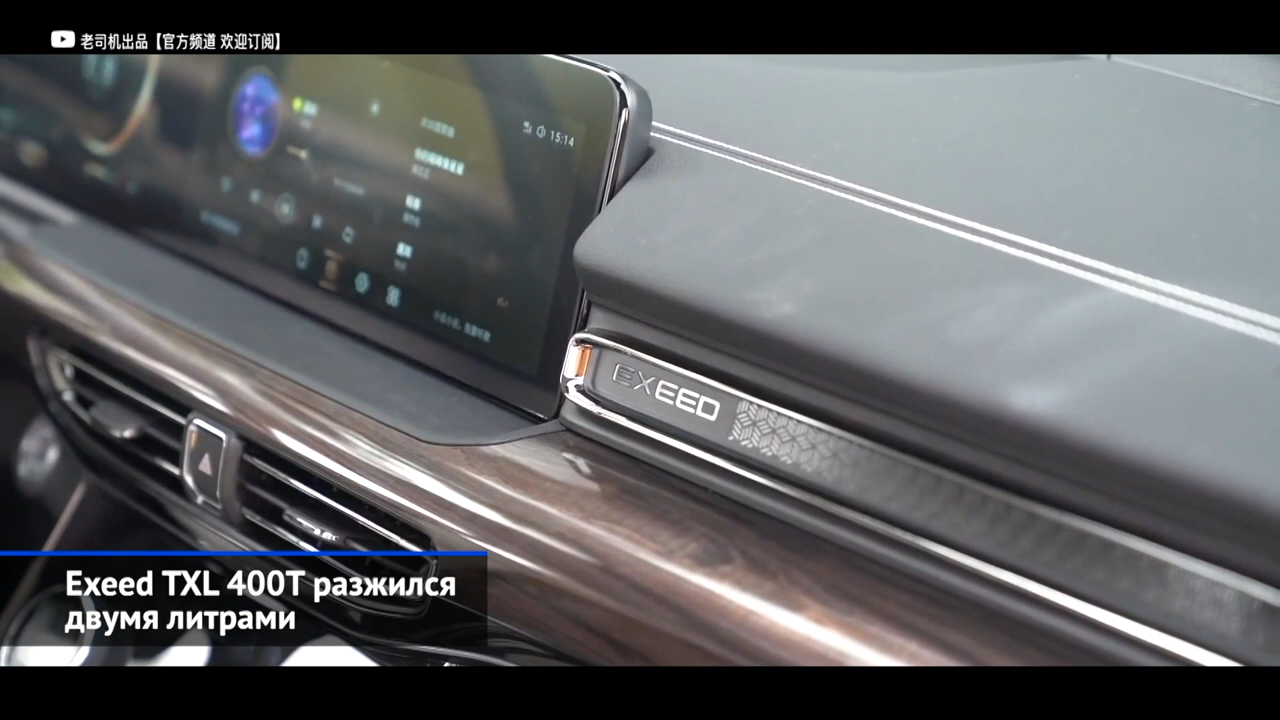 老司机出品【官方频道 欢迎订阅】
15:14
EXEED
Exeed TXL 400T разжился
двумя литрами